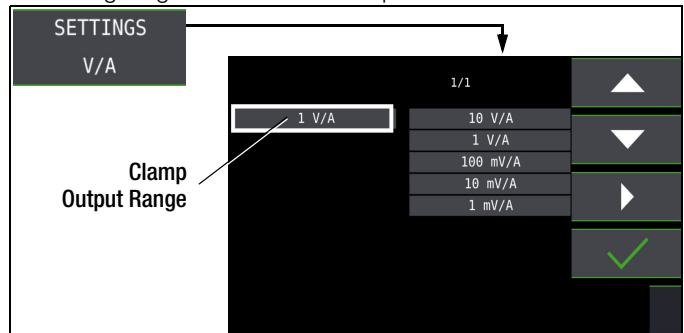 SETTINGS
V/A
1/1
1 V/A
10 V/A
1 V/A
100 mV/A
10 mV/A
1 mV/A
Clamp
Output Range